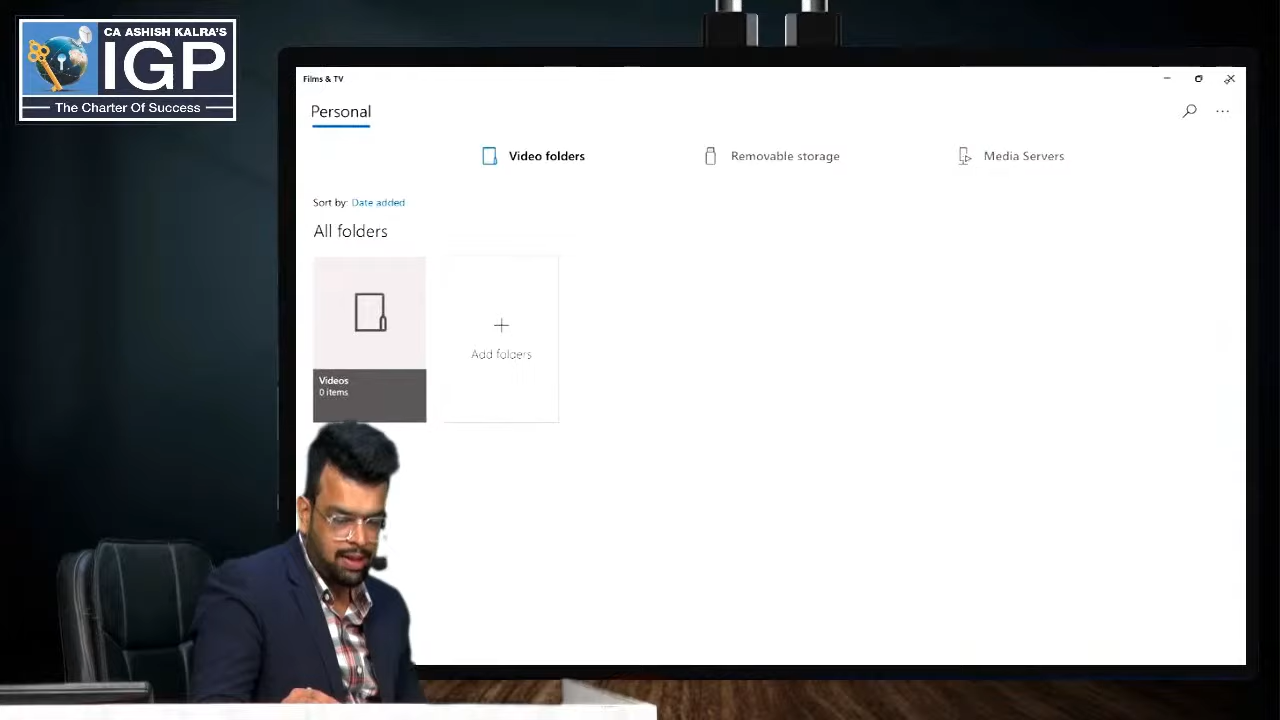 CA ASHISH KALRA'S
IGP
The Charter Of Success
Films & TV
Personal
Video folders
Removable storage
Media Servers
Sort by: Date added
All folders
Videos
0 items
Add folders